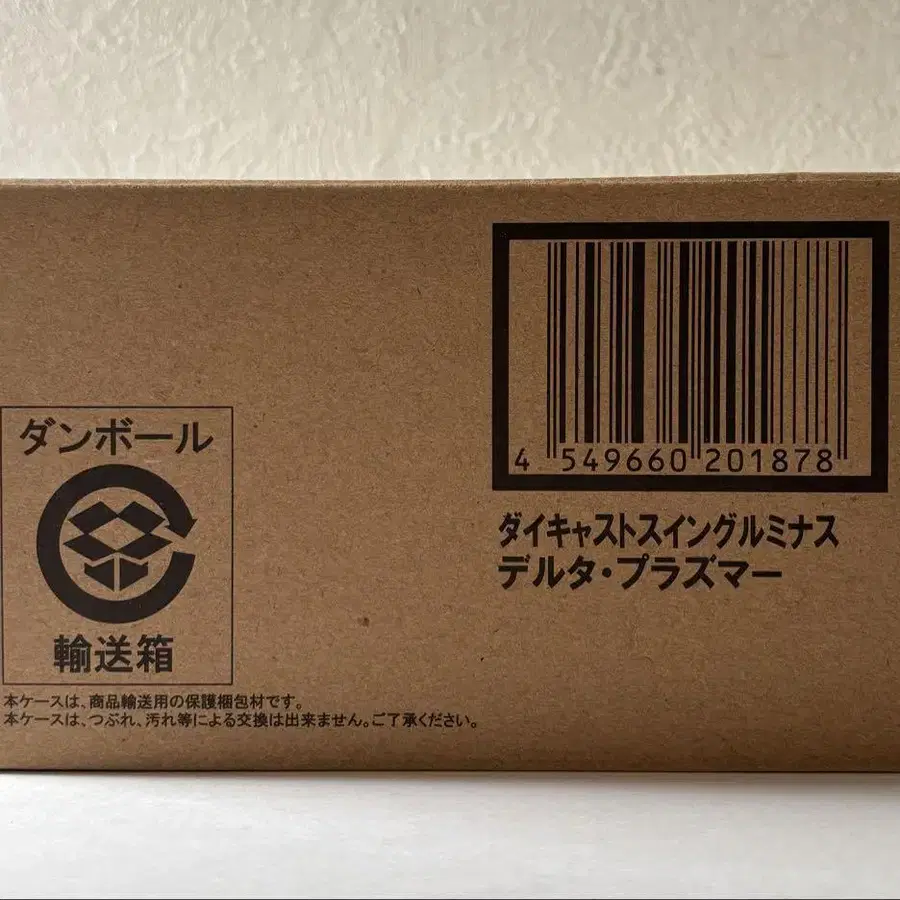 4 549660 201878
ダイキャストスイングルミナス
デルタ・プラズマー
ダンボール
輸送箱
本ケースは、商品輸送用の保護梱包材です。
本ケースは、つぶれ、汚れ等による交換は出来ません。ご了承ください。